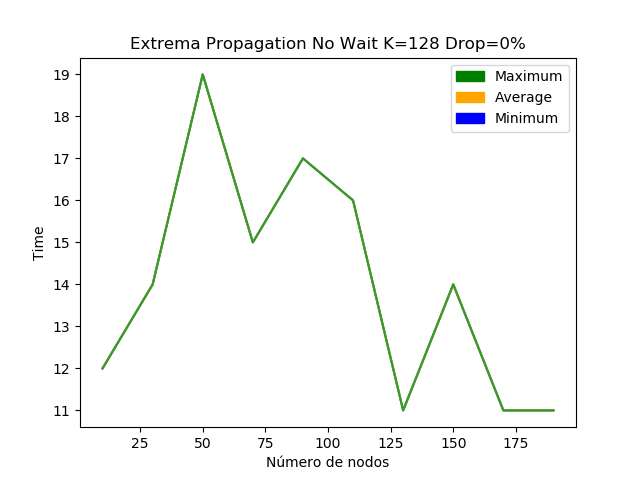 Extrema Propagation No Wait K=128 Drop=0%
Maximum
Average
Minimum
Time
19
18
17
16
15
14
13
12
11
25 50 75 100 125 150 175
Número de nodos